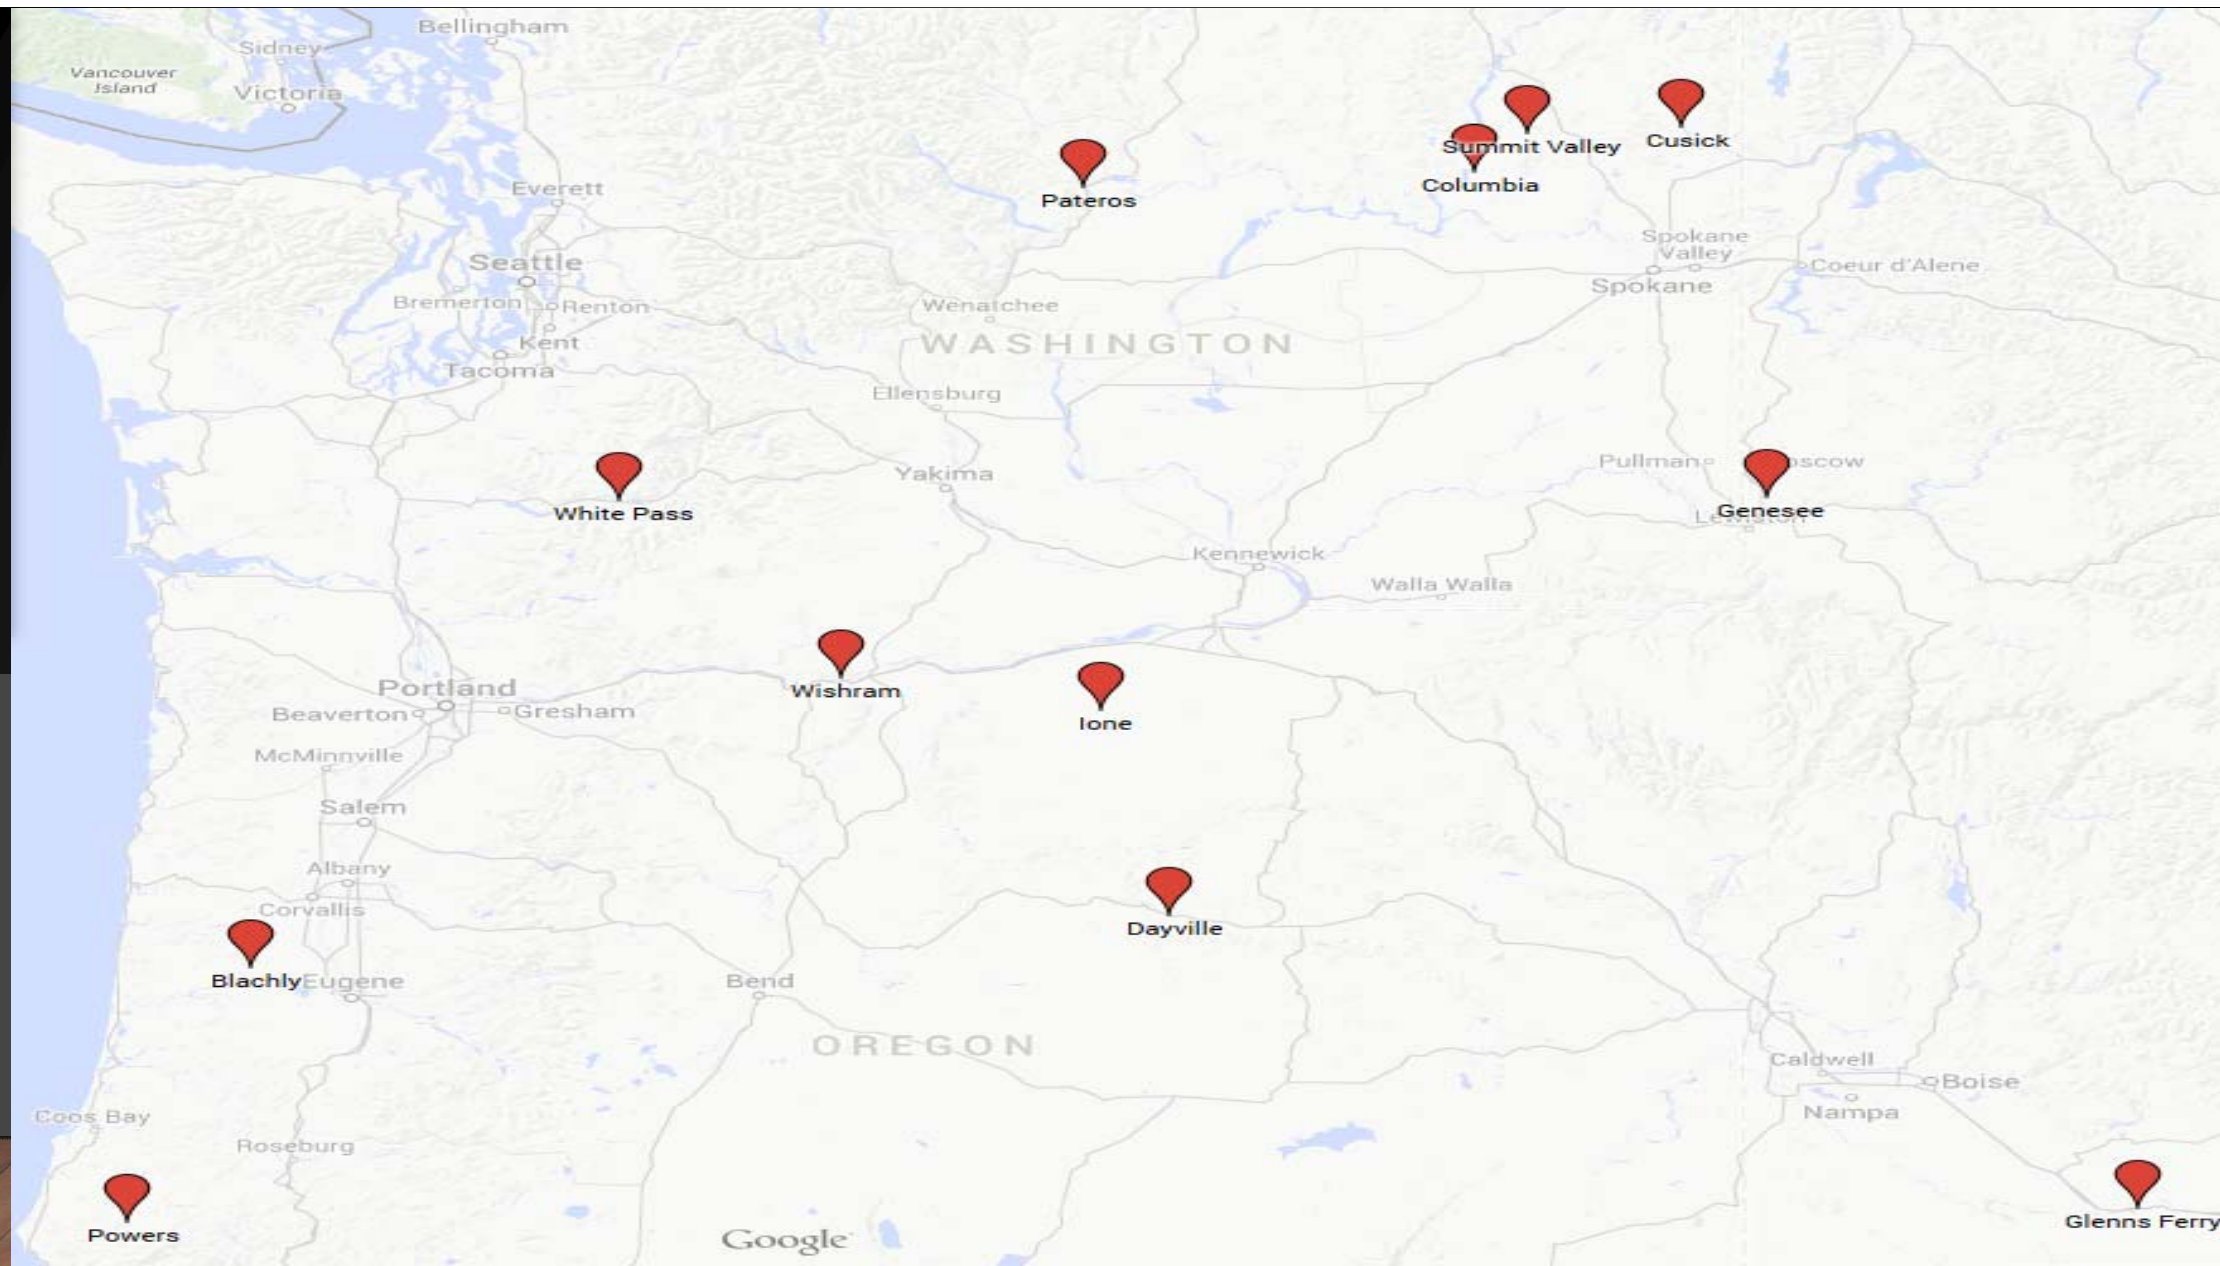 Bellingham
Sidney
Vancouver
Island
Victoria
Summit Valley
Cusick
Columbia
Pateros
Everett
Spokane
Valley
Seattle
Coeur d'Alene
Spokane
Bremerton
Renton
Wenatchee
WASHINGTON
Kent
Tacoma
Ellensburg
Pullman
oscow
Yakima
White Pass
Genesee
Lewiston
Kennewick
Walla Walla
Portland
Wishram
Beaverton
Gresham
Ione
McMinnville
Salem
Albany
Corvallis
Dayville
Blachly
Eugene
Bend
OREGON
Caldwell
Boise
Nampa
Coos Bay
Roseburg
Powers
Google
Glenns Ferry